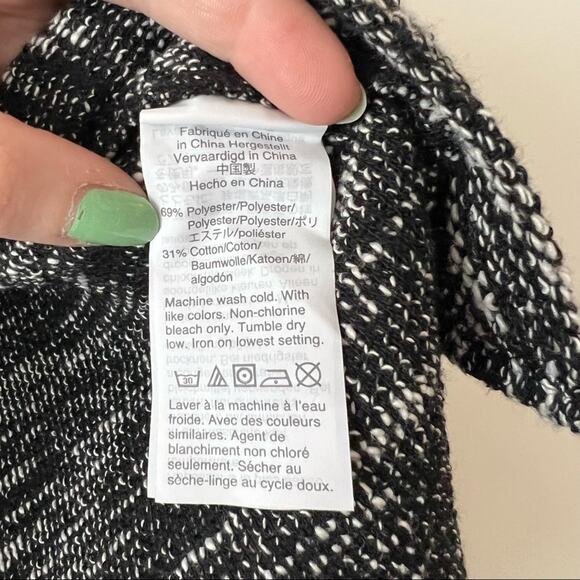 Fabriqué en Chine
in China Hergestellt
Vervaardigd in China
中国製
Hecho en China
69% Polyester/Polyester/
Polyester/Polyester/ポリ
エステル/poliéster
31% Cotton/Coton/
Baumwolle/Katoen/綿/
algodón
Machine wash cold. With
like colors. Non-chlorine
bleach only. Tumble dry
low. Iron on lowest setting.
30
Laver à la machine à l'eau
froide. Avec des couleurs
similaires. Agent de
blanchiment non chloré
seulement. Sécher au
sèche-linge au cycle doux.